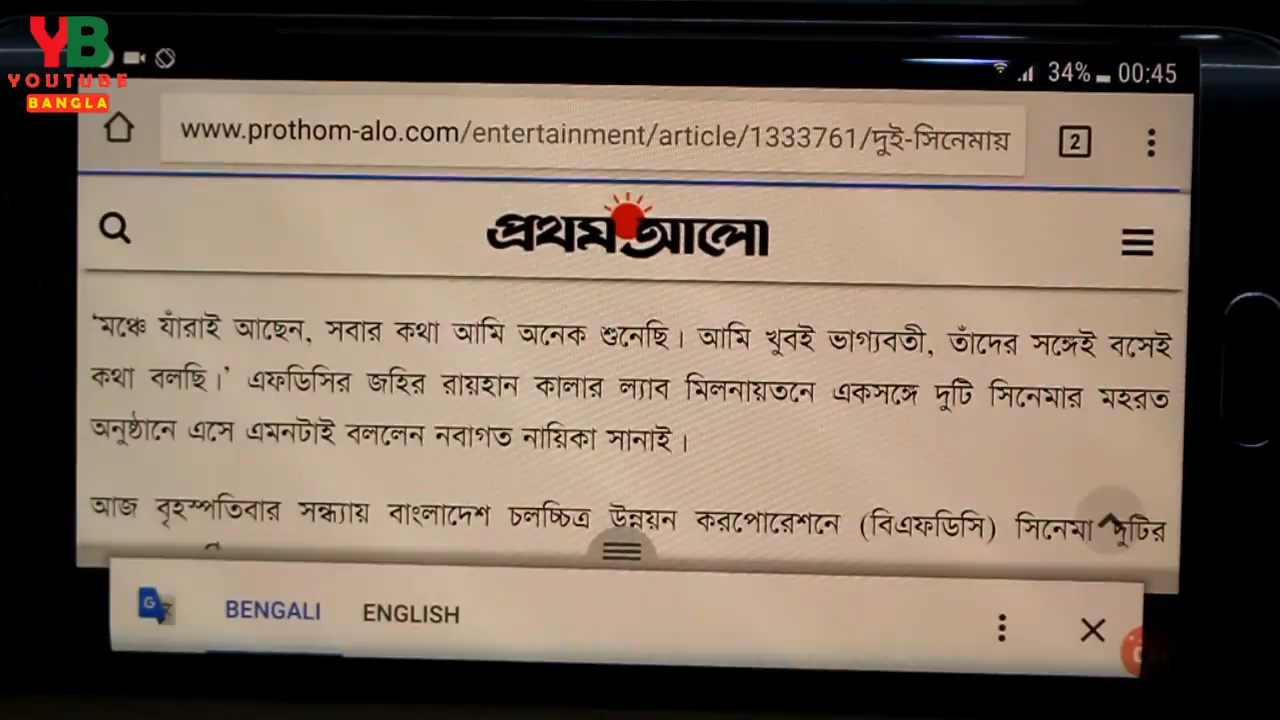 YB
YOUTUBE
BANGLA
34% 00:45
www.prothom-alo.com/entertainment/article/1333761/দুই-সিনেমায়
2
প্রথম আলো
‘মঞ্চে যাঁরাই আছেন, সবার কথা আমি অনেক শুনেছি। আমি খুবই ভাগ্যবতী, তাঁদের সঙ্গেই বসেই
কথা বলছি।’ এফডিসির জহির রায়হান কালার ল্যাব মিলনায়তনে একসঙ্গে দুটি সিনেমার মহরত
অনুষ্ঠানে এসে এমনটাই বললেন নবাগত নায়িকা সানাই।
আজ বৃহস্পতিবার সন্ধ্যায় বাংলাদেশ চলচ্চিত্র উন্নয়ন করপোরেশনে (বিএফডিসি) সিনেমা দুটির
BENGALI ENGLISH